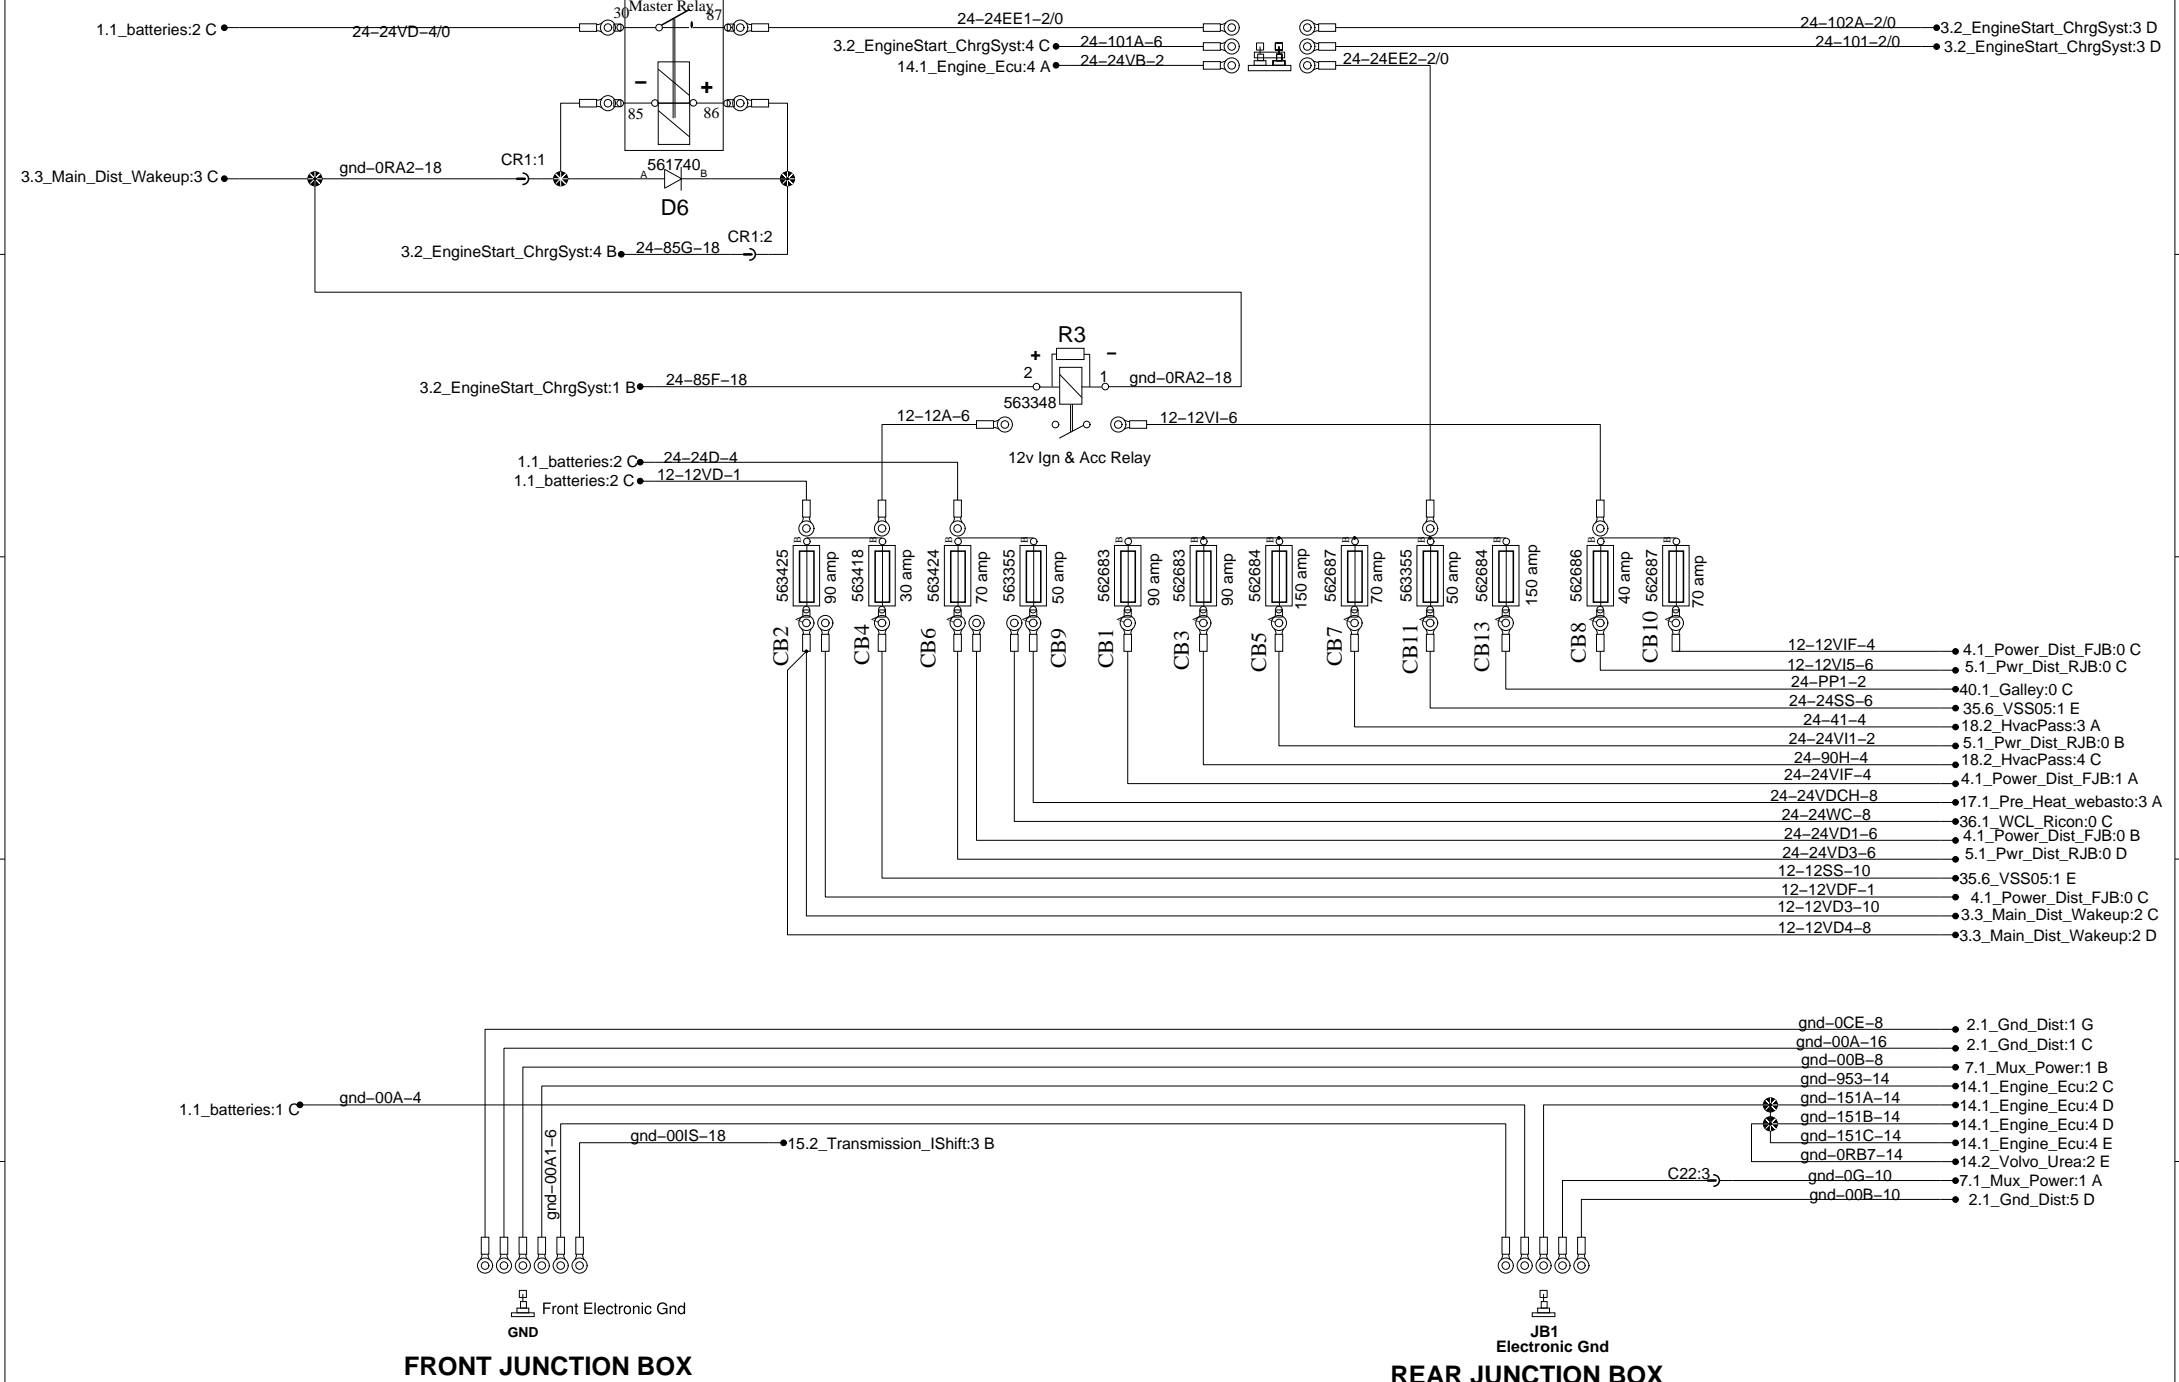 Master Relay
30
87
1.1_batteries:2 C
24-24VD-4/0
24-24EE1-2/0
24-102A-2/0
3.2_EngineStart_ChrgSyst:3 D
3.2_EngineStart_ChrgSyst:4 C
24-101A-6
24-101-2/0
3.2_EngineStart_ChrgSyst:3 D
14.1_Engine_Ecu:4 A
24-24VB-2
24-24EE2-2/0
- +
85
86
3.3_Main_Dist_Wakeup:3 C
gnd-0RA2-18
CR1:1
561740
A
B
D6
3.2_EngineStart_ChrgSyst:4 B
24-85G-18
CR1:2
R3
+ -
3.2_EngineStart_ChrgSyst:1 B
24-85F-18
2
1
gnd-0RA2-18
563348
12-12A-6
12-12VI-6
12v Ign & Acc Relay
1.1_batteries:2 C
24-24D-4
1.1_batteries:2 C
12-12VD-1
B
B
B
B
B
B
B
B
B
B
B
B
563425
90 amp
563418
30 amp
563424
70 amp
563355
50 amp
562683
90 amp
562683
90 amp
562684
150 amp
562687
70 amp
563355
50 amp
562684
150 amp
562686
40 amp
562687
70 amp
A
A
A
A
A
A
A
A
A
A
A
A
CB2
CB4
CB6
CB9
CB1
CB3
CB5
CB7
CB11
CB13
CB8
CB10
12-12VIF-4
4.1_Power_Dist_FJB:0 C
12-12VI5-6
5.1_Pwr_Dist_RJB:0 C
24-PP1-2
40.1_Galley:0 C
24-24SS-6
35.6_VSS05:1 E
24-41-4
18.2_HvacPass:3 A
24-24VI1-2
5.1_Pwr_Dist_RJB:0 B
24-90H-4
18.2_HvacPass:4 C
24-24VIF-4
4.1_Power_Dist_FJB:1 A
24-24VDCH-8
17.1_Pre_Heat_webasto:3 A
24-24WC-8
36.1_WCL_Ricon:0 C
24-24VD1-6
4.1_Power_Dist_FJB:0 B
24-24VD3-6
5.1_Pwr_Dist_RJB:0 D
12-12SS-10
35.6_VSS05:1 E
12-12VDF-1
4.1_Power_Dist_FJB:0 C
12-12VD3-10
3.3_Main_Dist_Wakeup:2 C
12-12VD4-8
3.3_Main_Dist_Wakeup:2 D
gnd-0CE-8
2.1_Gnd_Dist:1 G
gnd-00A-16
2.1_Gnd_Dist:1 C
gnd-00B-8
7.1_Mux_Power:1 B
gnd-953-14
14.1_Engine_Ecu:2 C
1.1_batteries:1 C
gnd-00A-4
gnd-151A-14
14.1_Engine_Ecu:4 D
gnd-151B-14
14.1_Engine_Ecu:4 D
gnd-00A1-6
gnd-00IS-18
15.2_Transmission_IShift:3 B
gnd-151C-14
14.1_Engine_Ecu:4 E
gnd-0RB7-14
14.2_Volvo_Urea:2 E
C22:3
gnd-0G-10
7.1_Mux_Power:1 A
gnd-00B-10
2.1_Gnd_Dist:5 D
Front Electronic Gnd
GND
JB1
Electronic Gnd
FRONT JUNCTION BOX
REAR JUNCTION BOX